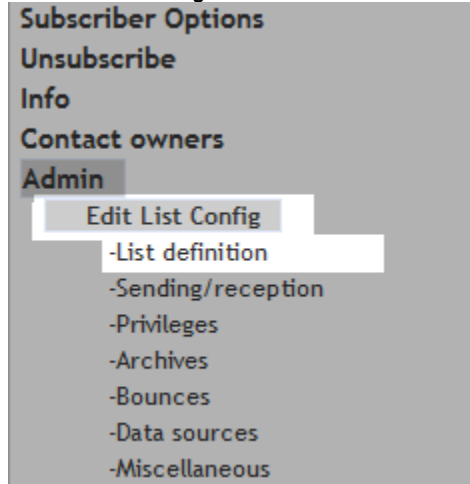 Subscriber Options
Unsubscribe
Info
Contact owners
Admin
Edit List Config
-List definition
-Sending/reception
-Privileges
-Archives
-Bounces
-Data sources
-Miscellaneous